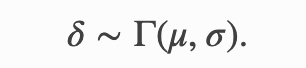 δ ~ Γ(μ, σ).